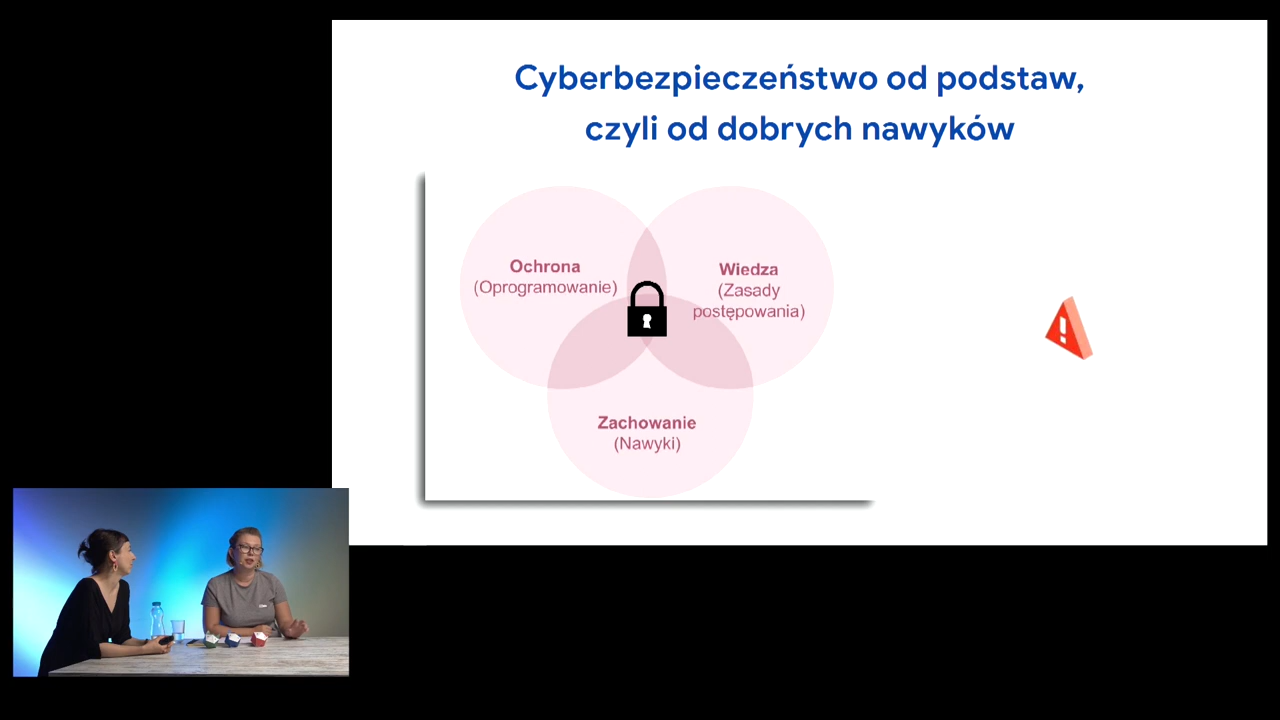 Cyberbezpieczeństwo od podstaw,
czyli od dobrych nawyków
Ochrona
(Oprogramowanie)
Wiedza
(Zasady
postępowania)
Zachowanie
(Nawyki)